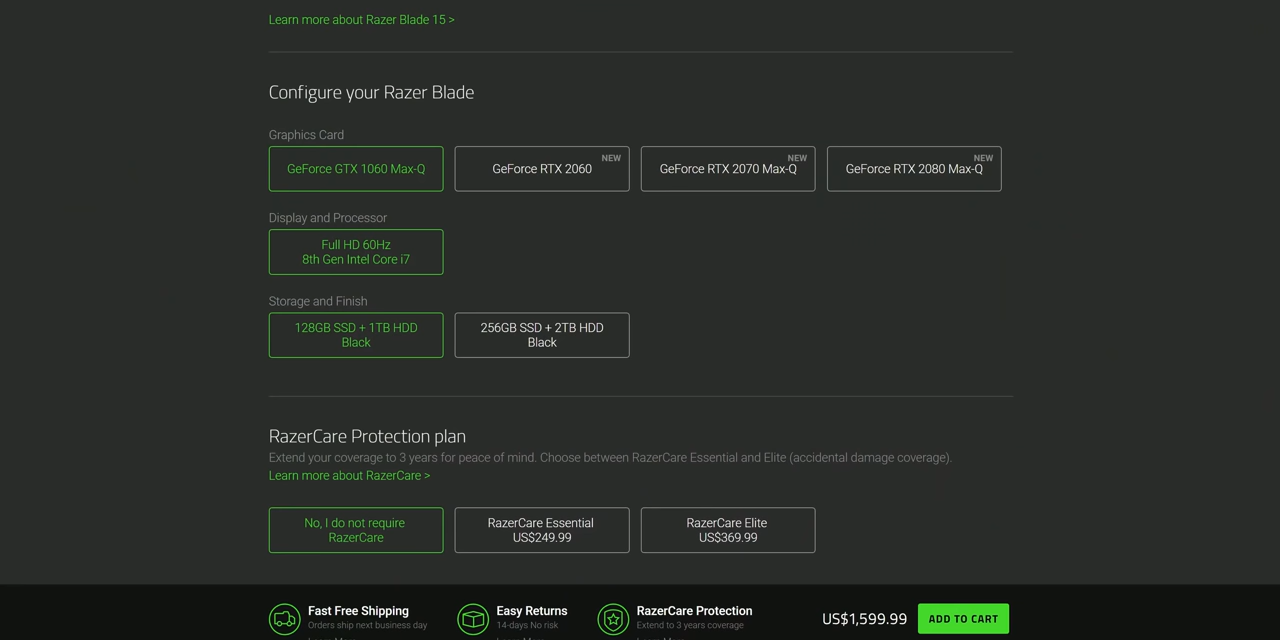 Learn more about Razer Blade 15 >
Configure your Razer Blade
Graphics Card
GeForce GTX 1060 Max-Q
NEW
GeForce RTX 2060
NEW
GeForce RTX 2070 Max-Q
NEW
GeForce RTX 2080 Max-Q
Display and Processor
Full HD 60Hz
8th Gen Intel Core i7
Storage and Finish
128GB SSD + 1TB HDD
Black
256GB SSD + 2TB HDD
Black
RazerCare Protection plan
Extend your coverage to 3 years for peace of mind. Choose between RazerCare Essential and Elite (accidental damage coverage).
Learn more about RazerCare >
No, I do not require
RazerCare
RazerCare Essential
US$249.99
RazerCare Elite
US$369.99
Fast Free Shipping
Orders ship next business day
Easy Returns
14-days No risk
RazerCare Protection
Extend to 3 years coverage
US$1,599.99
ADD TO CART